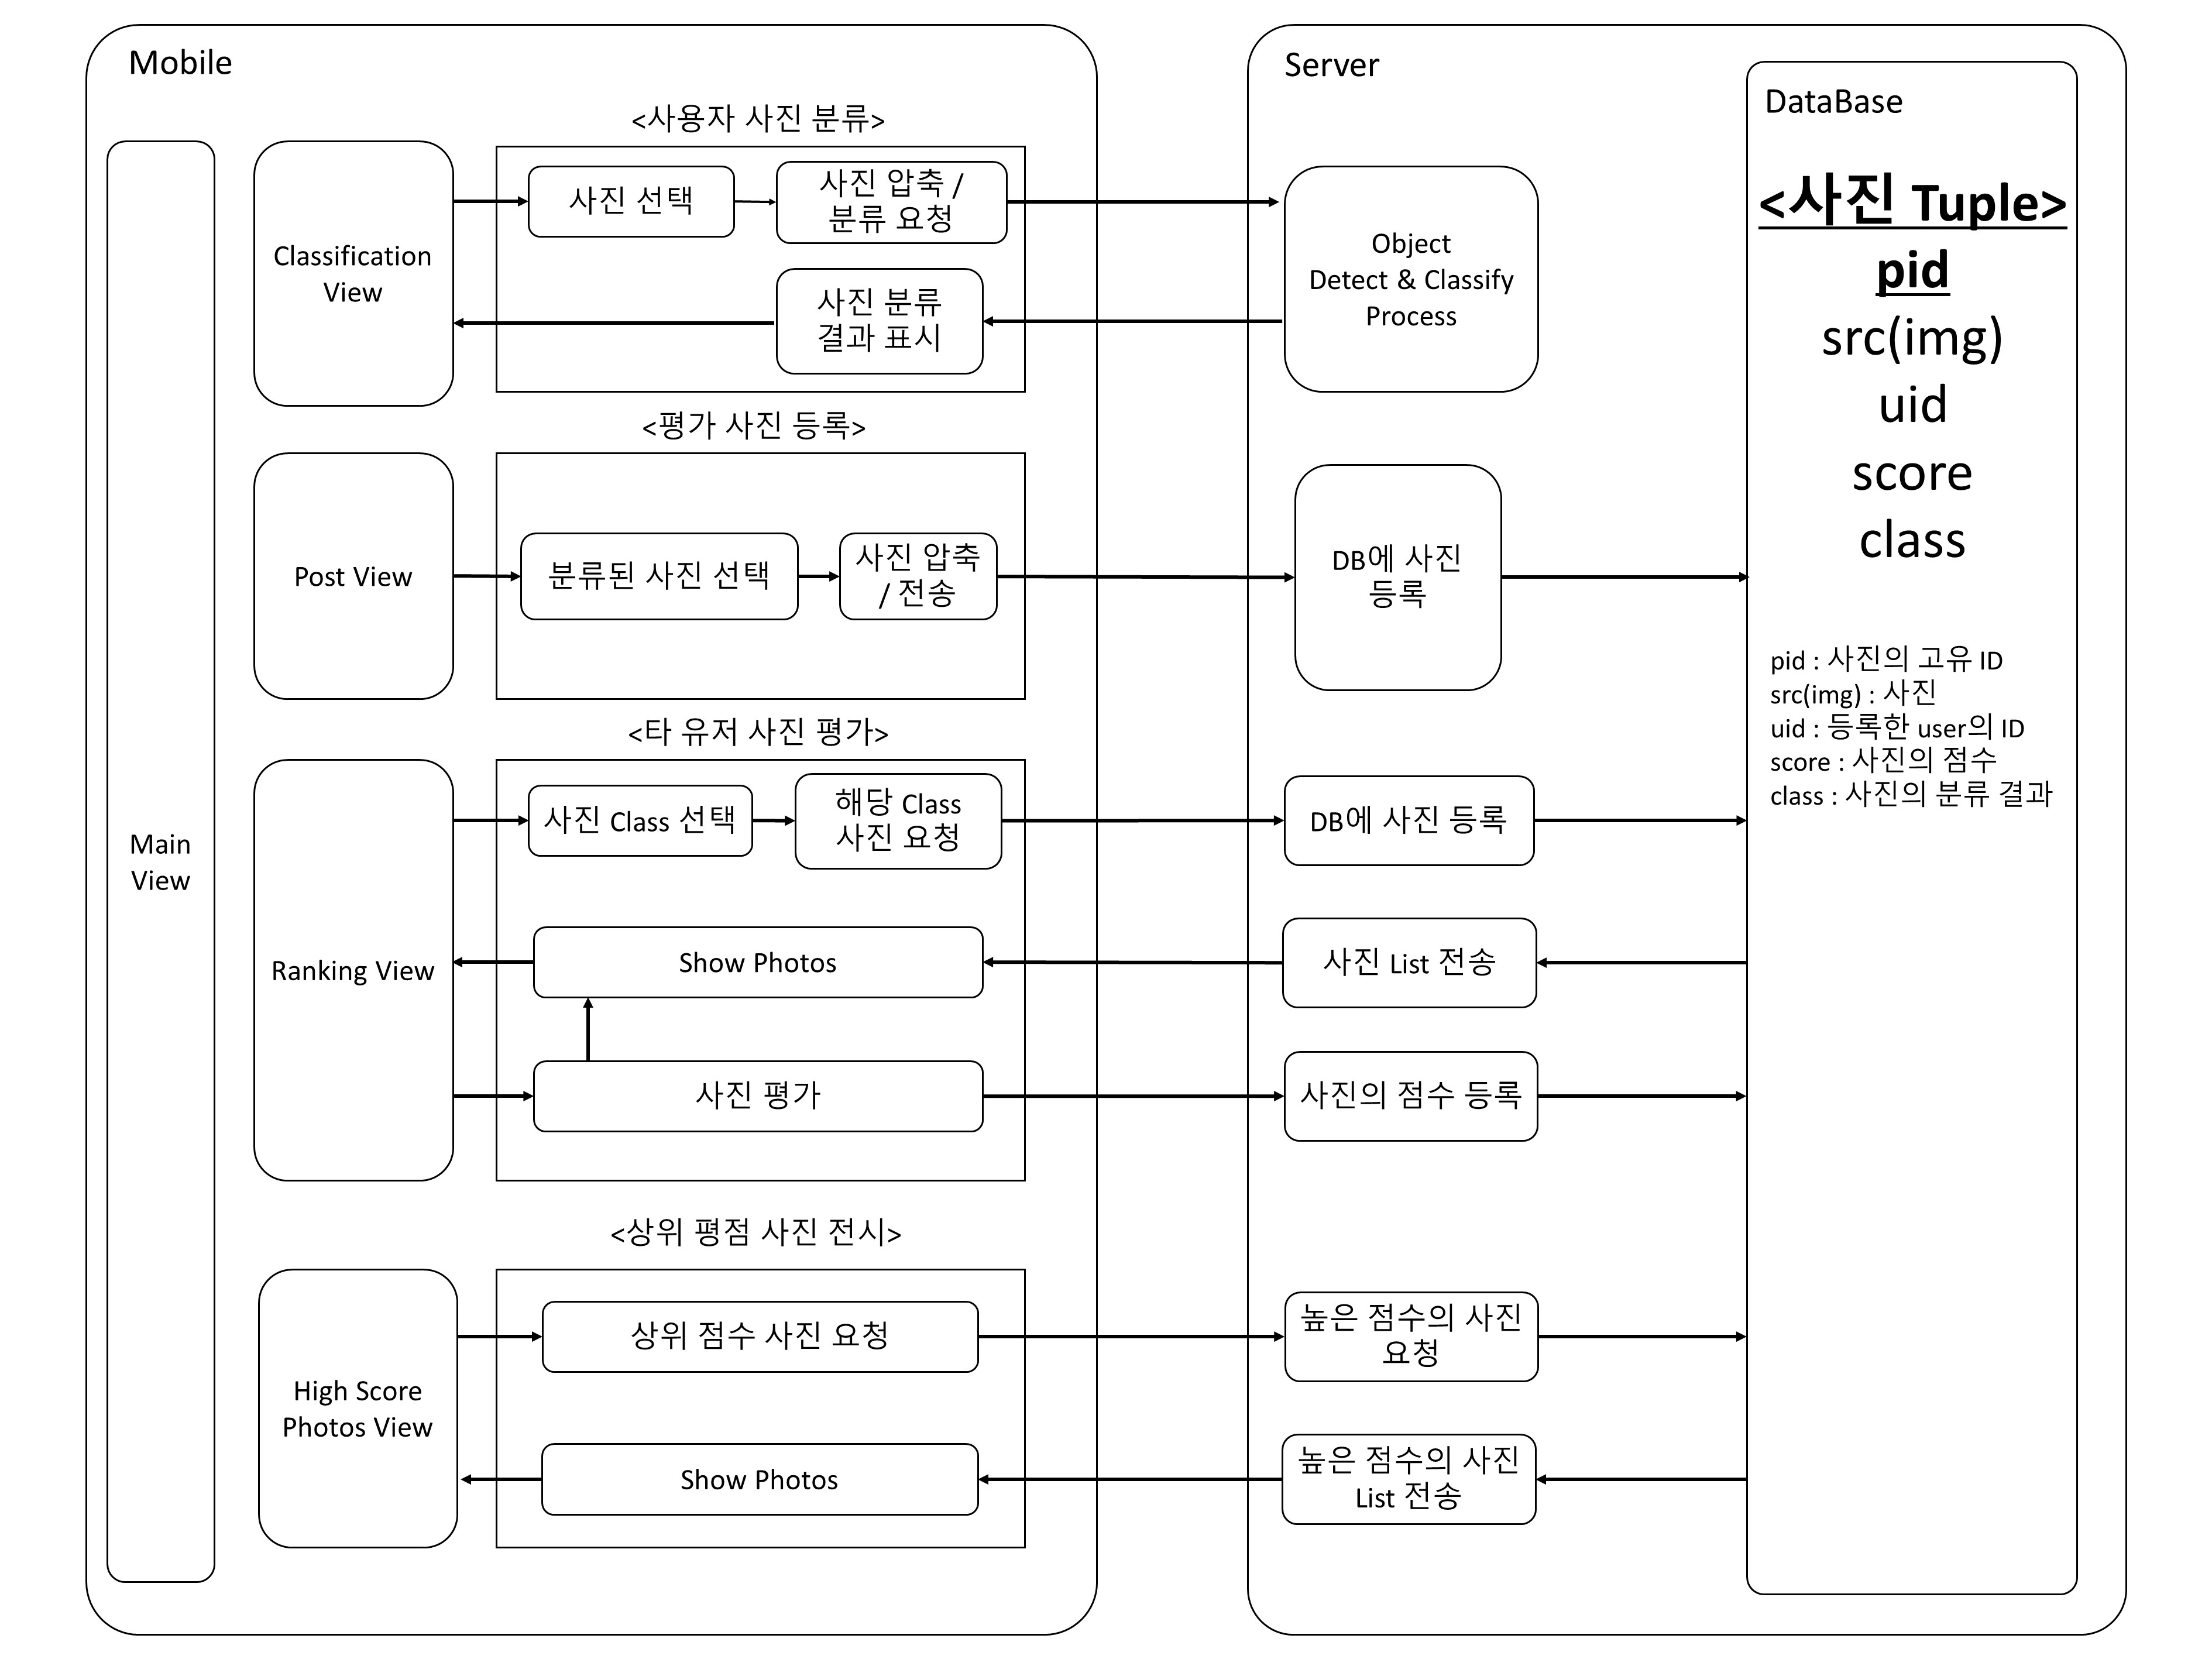 Mobile
Main
View
<사용자 사진 분류>
Classification
View
사진 선택
사진 압축 /
분류 요청
사진 분류
결과 표시
<평가 사진 등록>
Post View
분류된 사진 선택
사진 압축
/ 전송
<타 유저 사진 평가>
Ranking View
사진 Class 선택
해당 Class
사진 요청
Show Photos
사진 평가
<상위 평점 사진 전시>
High Score
Photos View
상위 점수 사진 요청
Show Photos
Server
Object
Detect & Classify
Process
DB에 사진
등록
DB에 사진 등록
사진 List 전송
사진의 점수 등록
높은 점수의 사진
요청
높은 점수의 사진
List 전송
DataBase
<사진 Tuple>
pid
src(img)
uid
score
class
pid : 사진의 고유 ID
src(img) : 사진
uid : 등록한 user의 ID
score : 사진의 점수
class : 사진의 분류 결과